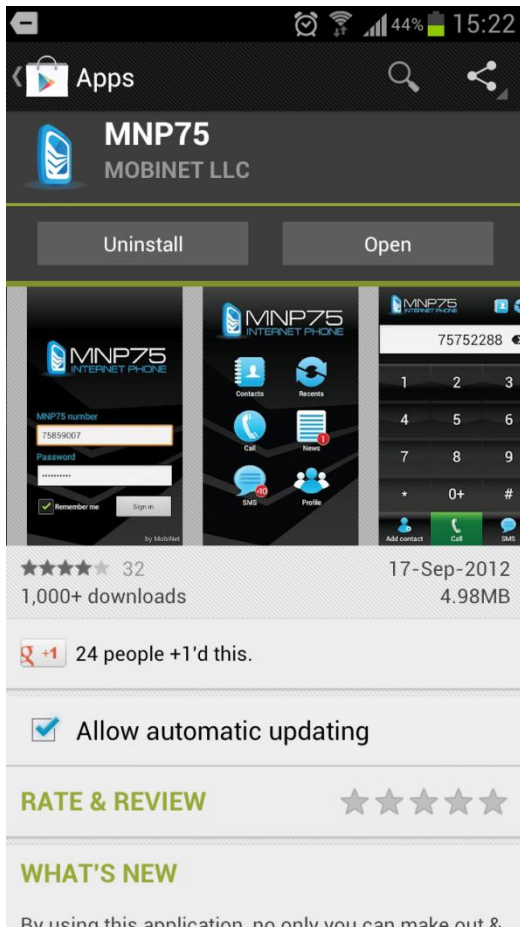 44% 15:22
Apps
MNP75
MOBINET LLC
Uninstall
Open
MNP75
INTERNET PHONE
MNP75 number
75859007
Password
Remember me
Sign in
by MobiNet
MNP75
INTERNET PHONE
Contacts
Recents
Call
News
1
SMS
+10
Profile
MNP75
INTERNET PHONE
75752288
1 2 3
4 5 6
7 8 9
* 0+ #
Add contact
Call
SMS
32
17-Sep-2012
1,000+ downloads
4.98MB
g +1
24 people +1'd this.
Allow automatic updating
RATE & REVIEW
WHAT'S NEW
By using this application, no only you can make out &